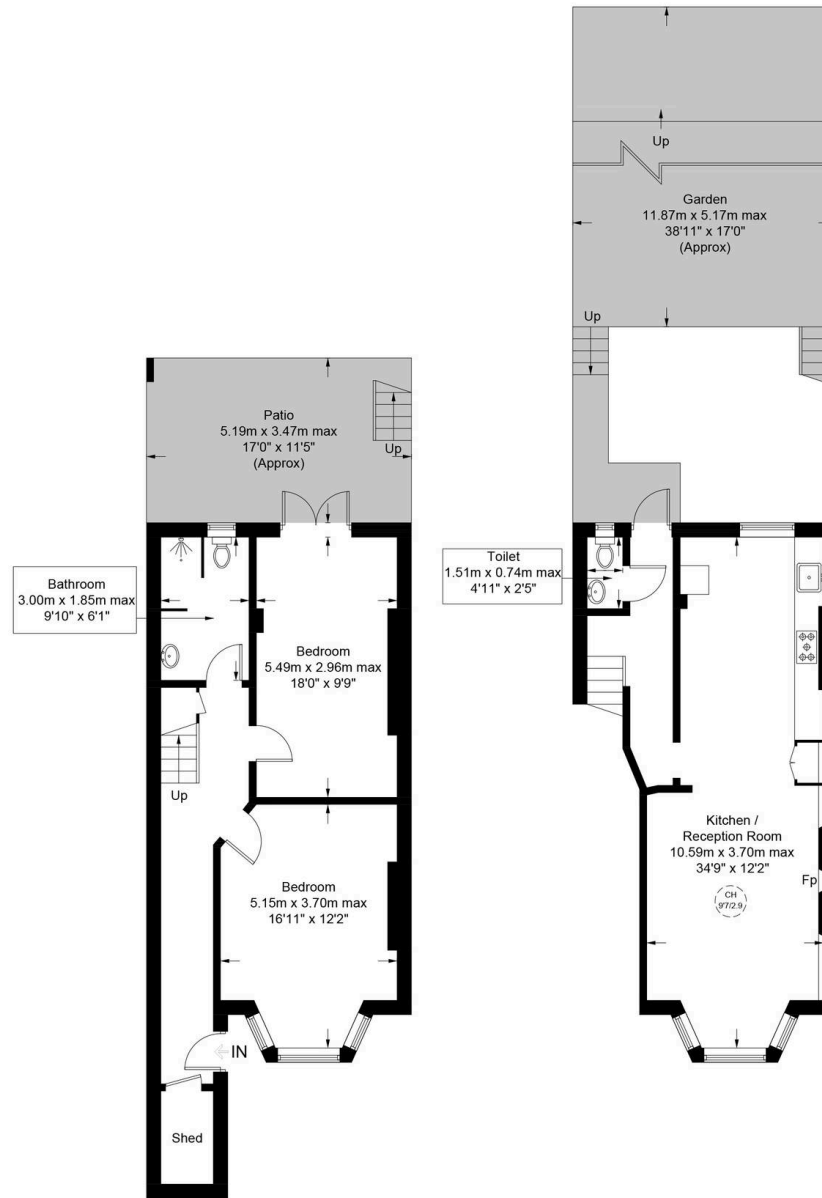 Up
Garden
11.87m x 5.17m max
38'11" x 17'0"
(Approx)
Up
Patio
5.19m x 3.47m max
17'0" x 11'5"
(Approx)
Up
Bathroom
3.00m x 1.85m max
9'10" x 6'1"
Bedroom
5.49m x 2.96m max
18'0" x 9'9"
Up
Bedroom
5.15m x 3.70m max
16'11" x 12'2"
IN
Shed
Toilet
1.51m x 0.74m max
4'11" x 2'5"
Kitchen /
Reception Room
10.59m x 3.70m max
34'9" x 12'2"
Fp
CH
9'7/2.9